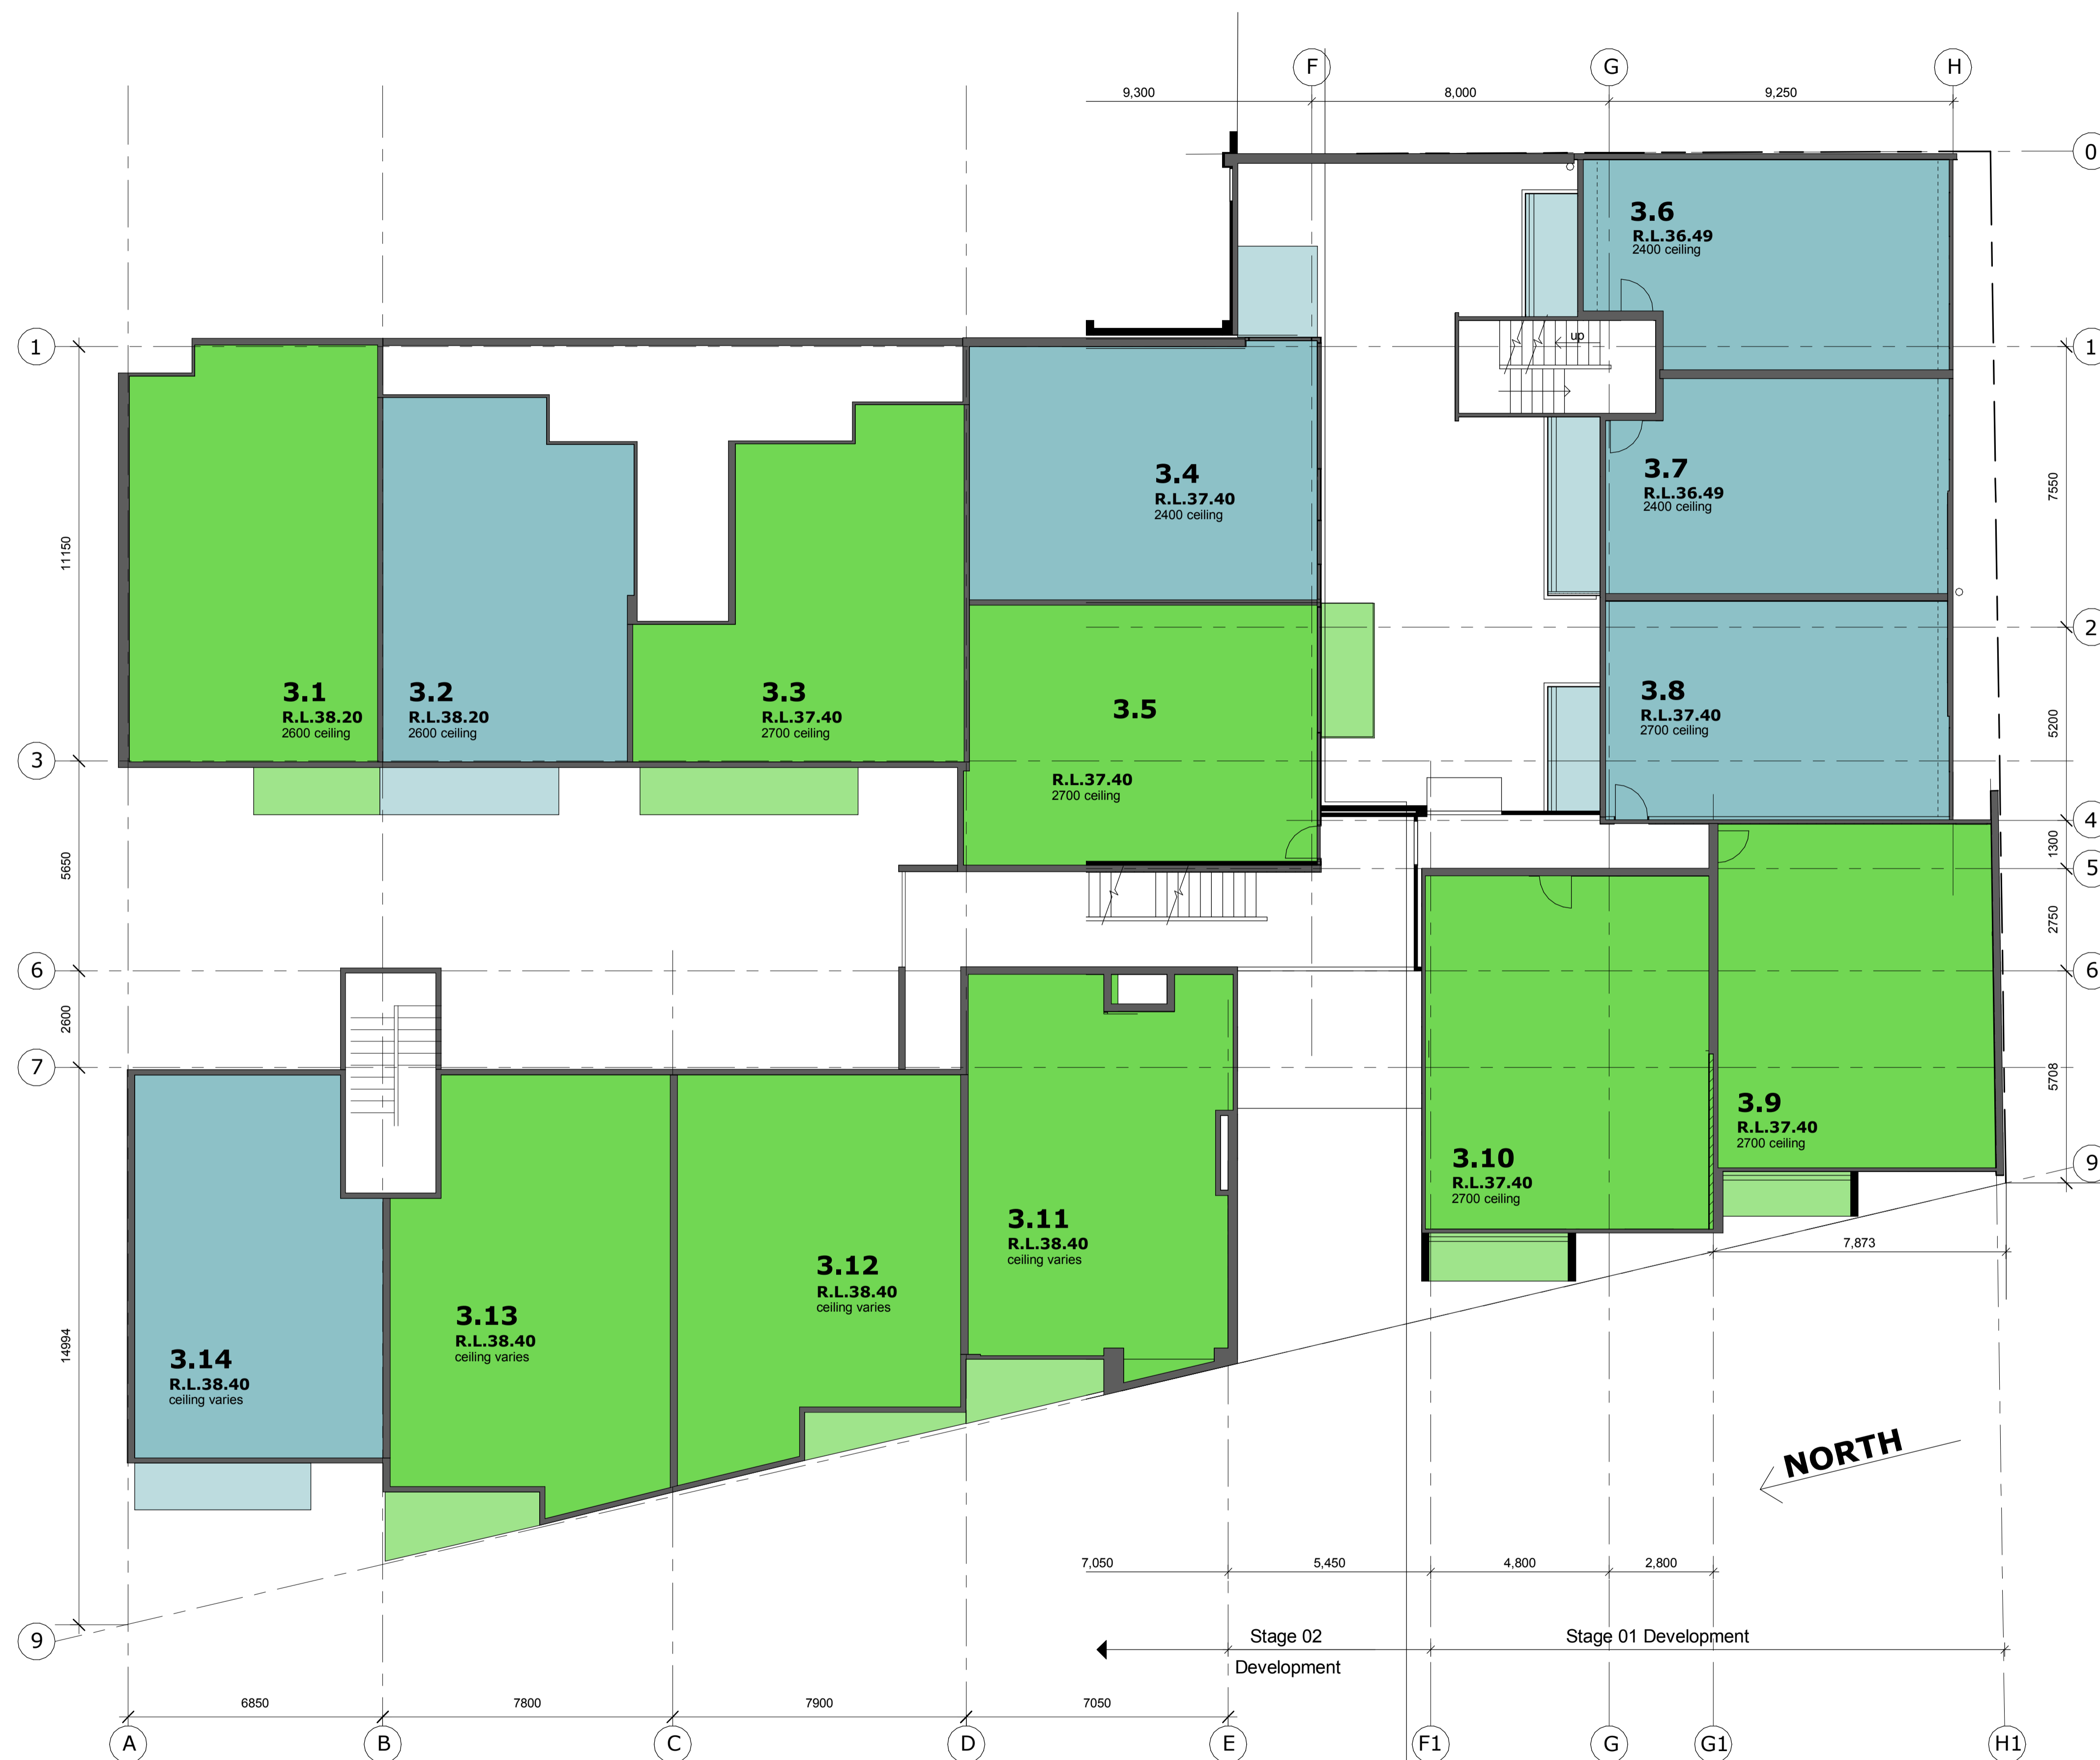 F
G
H
9,300
8,000
9,250
0
3.6
R.L.36.49
2400 ceiling
1
up
1
3.4
R.L.37.40
2400 ceiling
3.7
R.L.36.49
2400 ceiling
7550
11150
2
3.1
R.L.38.20
2600 ceiling
3.2
R.L.38.20
2600 ceiling
3.3
R.L.37.40
2700 ceiling
3.5
R.L.37.40
2700 ceiling
3.8
R.L.37.40
2700 ceiling
5200
3
4
1300
5
5650
2750
6
6
2600
7
5708
3.9
R.L.37.40
2700 ceiling
3.10
R.L.37.40
2700 ceiling
9
3.11
R.L.38.40
ceiling varies
7,873
3.12
R.L.38.40
ceiling varies
3.13
R.L.38.40
ceiling varies
14994
3.14
R.L.38.40
ceiling varies
NORTH
7,050
5,450
4,800
2,800
9
Stage 02
Development
Stage 01 Development
6850
7800
7900
7050
A
B
C
D
E
F1
G
G1
H1